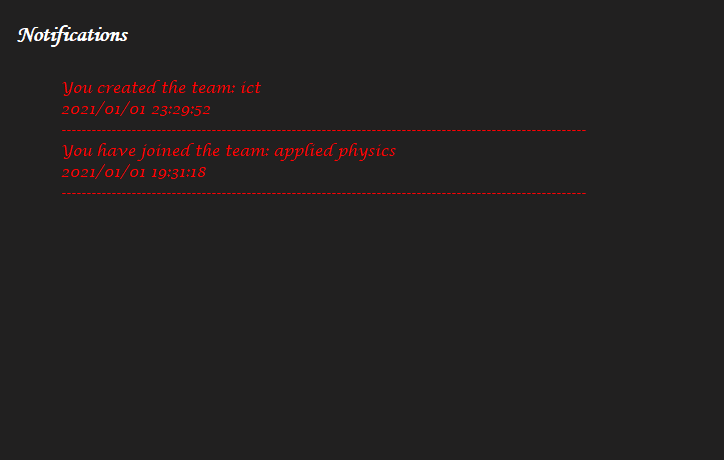 Notifications
You created the team: ict
2021/01/01 23:29:52
---------------------------------------------------------------------------------------------------------
You have joined the team: applied physics
2021/01/01 19:31:18
---------------------------------------------------------------------------------------------------------